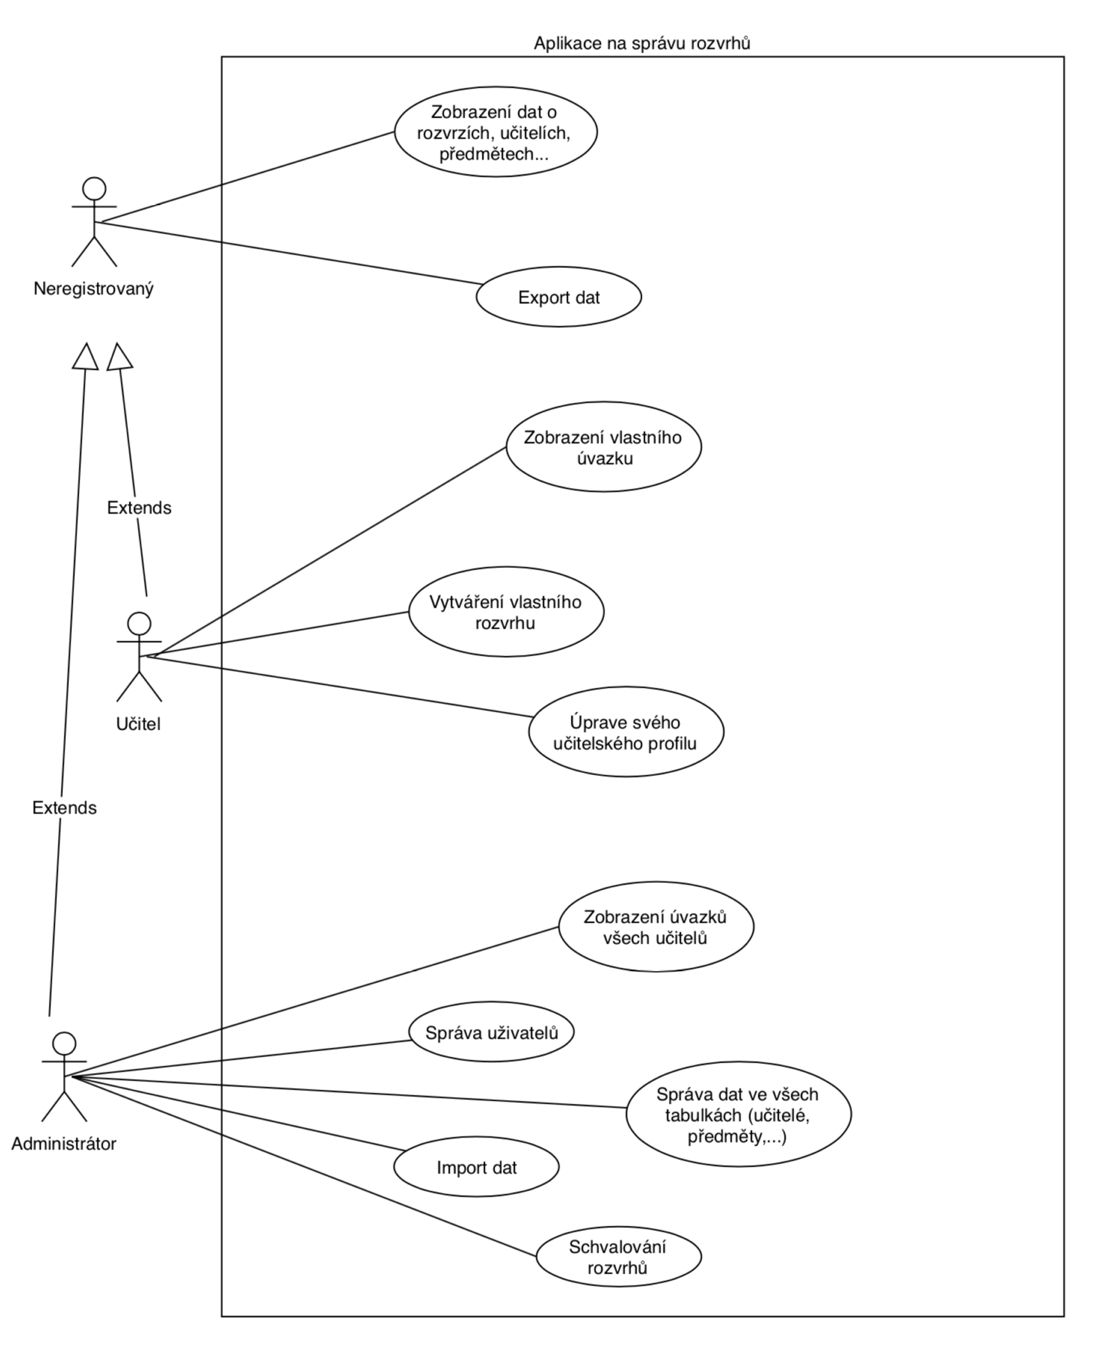 Aplikace na správu rozvrhů
Zobrazení dat o
rozvrzích, učitelích,
předmětech...
Neregistrovaný
Export dat
Zobrazení vlastního
úvazku
Extends
Vytváření vlastního
rozvrhu
Učitel
Úprave svého
učitelského profilu
Extends
Zobrazení úvazků
všech učitelů
Správa uživatelů
Správa dat ve všech
tabulkách (učitelé,
předměty,...)
Administrátor
Import dat
Schvalování
rozvrhů